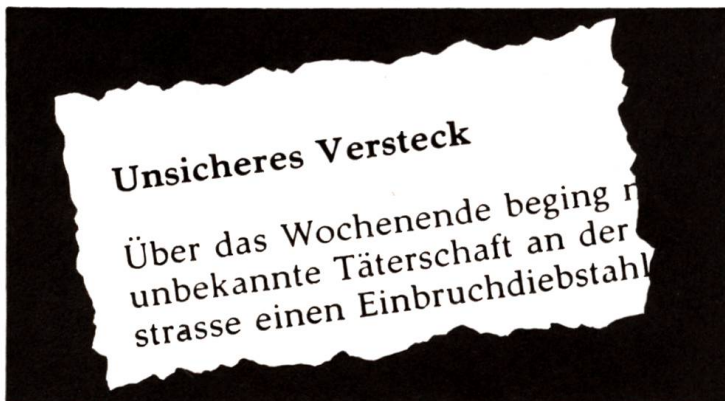 Unsicheres Versteck
Über das Wochenende beging
unbekannte Täterschaft an der
strasse einen Einbruchdiebstahl